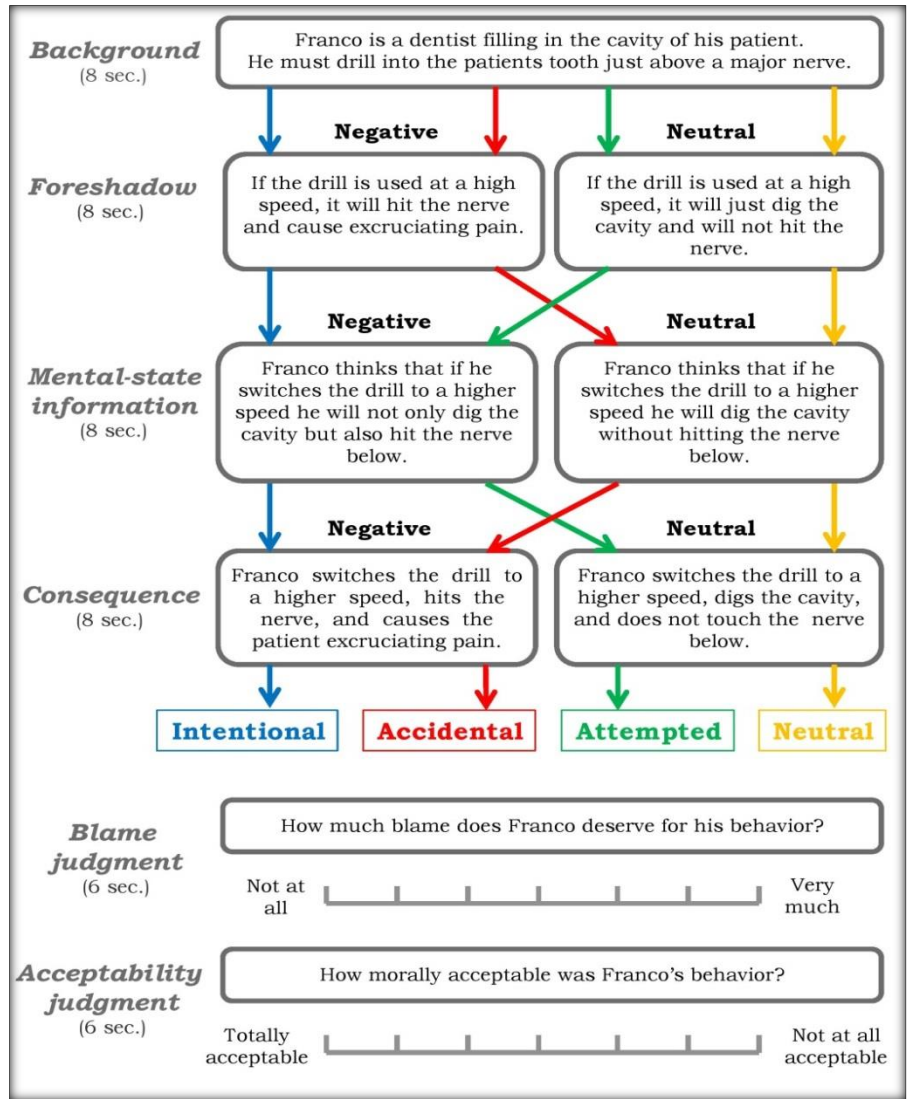 Background
(8 sec.)
Franco is a dentist filling in the cavity of his patient.
He must drill into the patients tooth just above a major nerve.
Negative
Neutral
Foreshadow
(8 sec.)
If the drill is used at a high
speed, it will hit the nerve
and cause excruciating pain.
If the drill is used at a high
speed, it will just dig the
cavity and will not hit the
nerve.
Negative
Neutral
Mental-state
information
(8 sec.)
Franco thinks that if he
switches the drill to a higher
speed he will not only dig the
cavity but also hit the nerve
below.
Franco thinks that if he
switches the drill to a higher
speed he will dig the cavity
without hitting the nerve
below.
Negative
Neutral
Consequence
(8 sec.)
Franco switches the drill to
a higher speed, hits the
nerve, and causes the
patient excruciating pain.
Franco switches the drill to a
higher speed, digs the cavity,
and does not touch the nerve
below.
Intentional
Accidental
Attempted
Neutral
Blame
judgment
(6 sec.)
How much blame does Franco deserve for his behavior?
Not at
all
Very
much
Acceptability
judgment
(6 sec.)
How morally acceptable was Franco's behavior?
Totally
acceptable
Not at all
acceptable